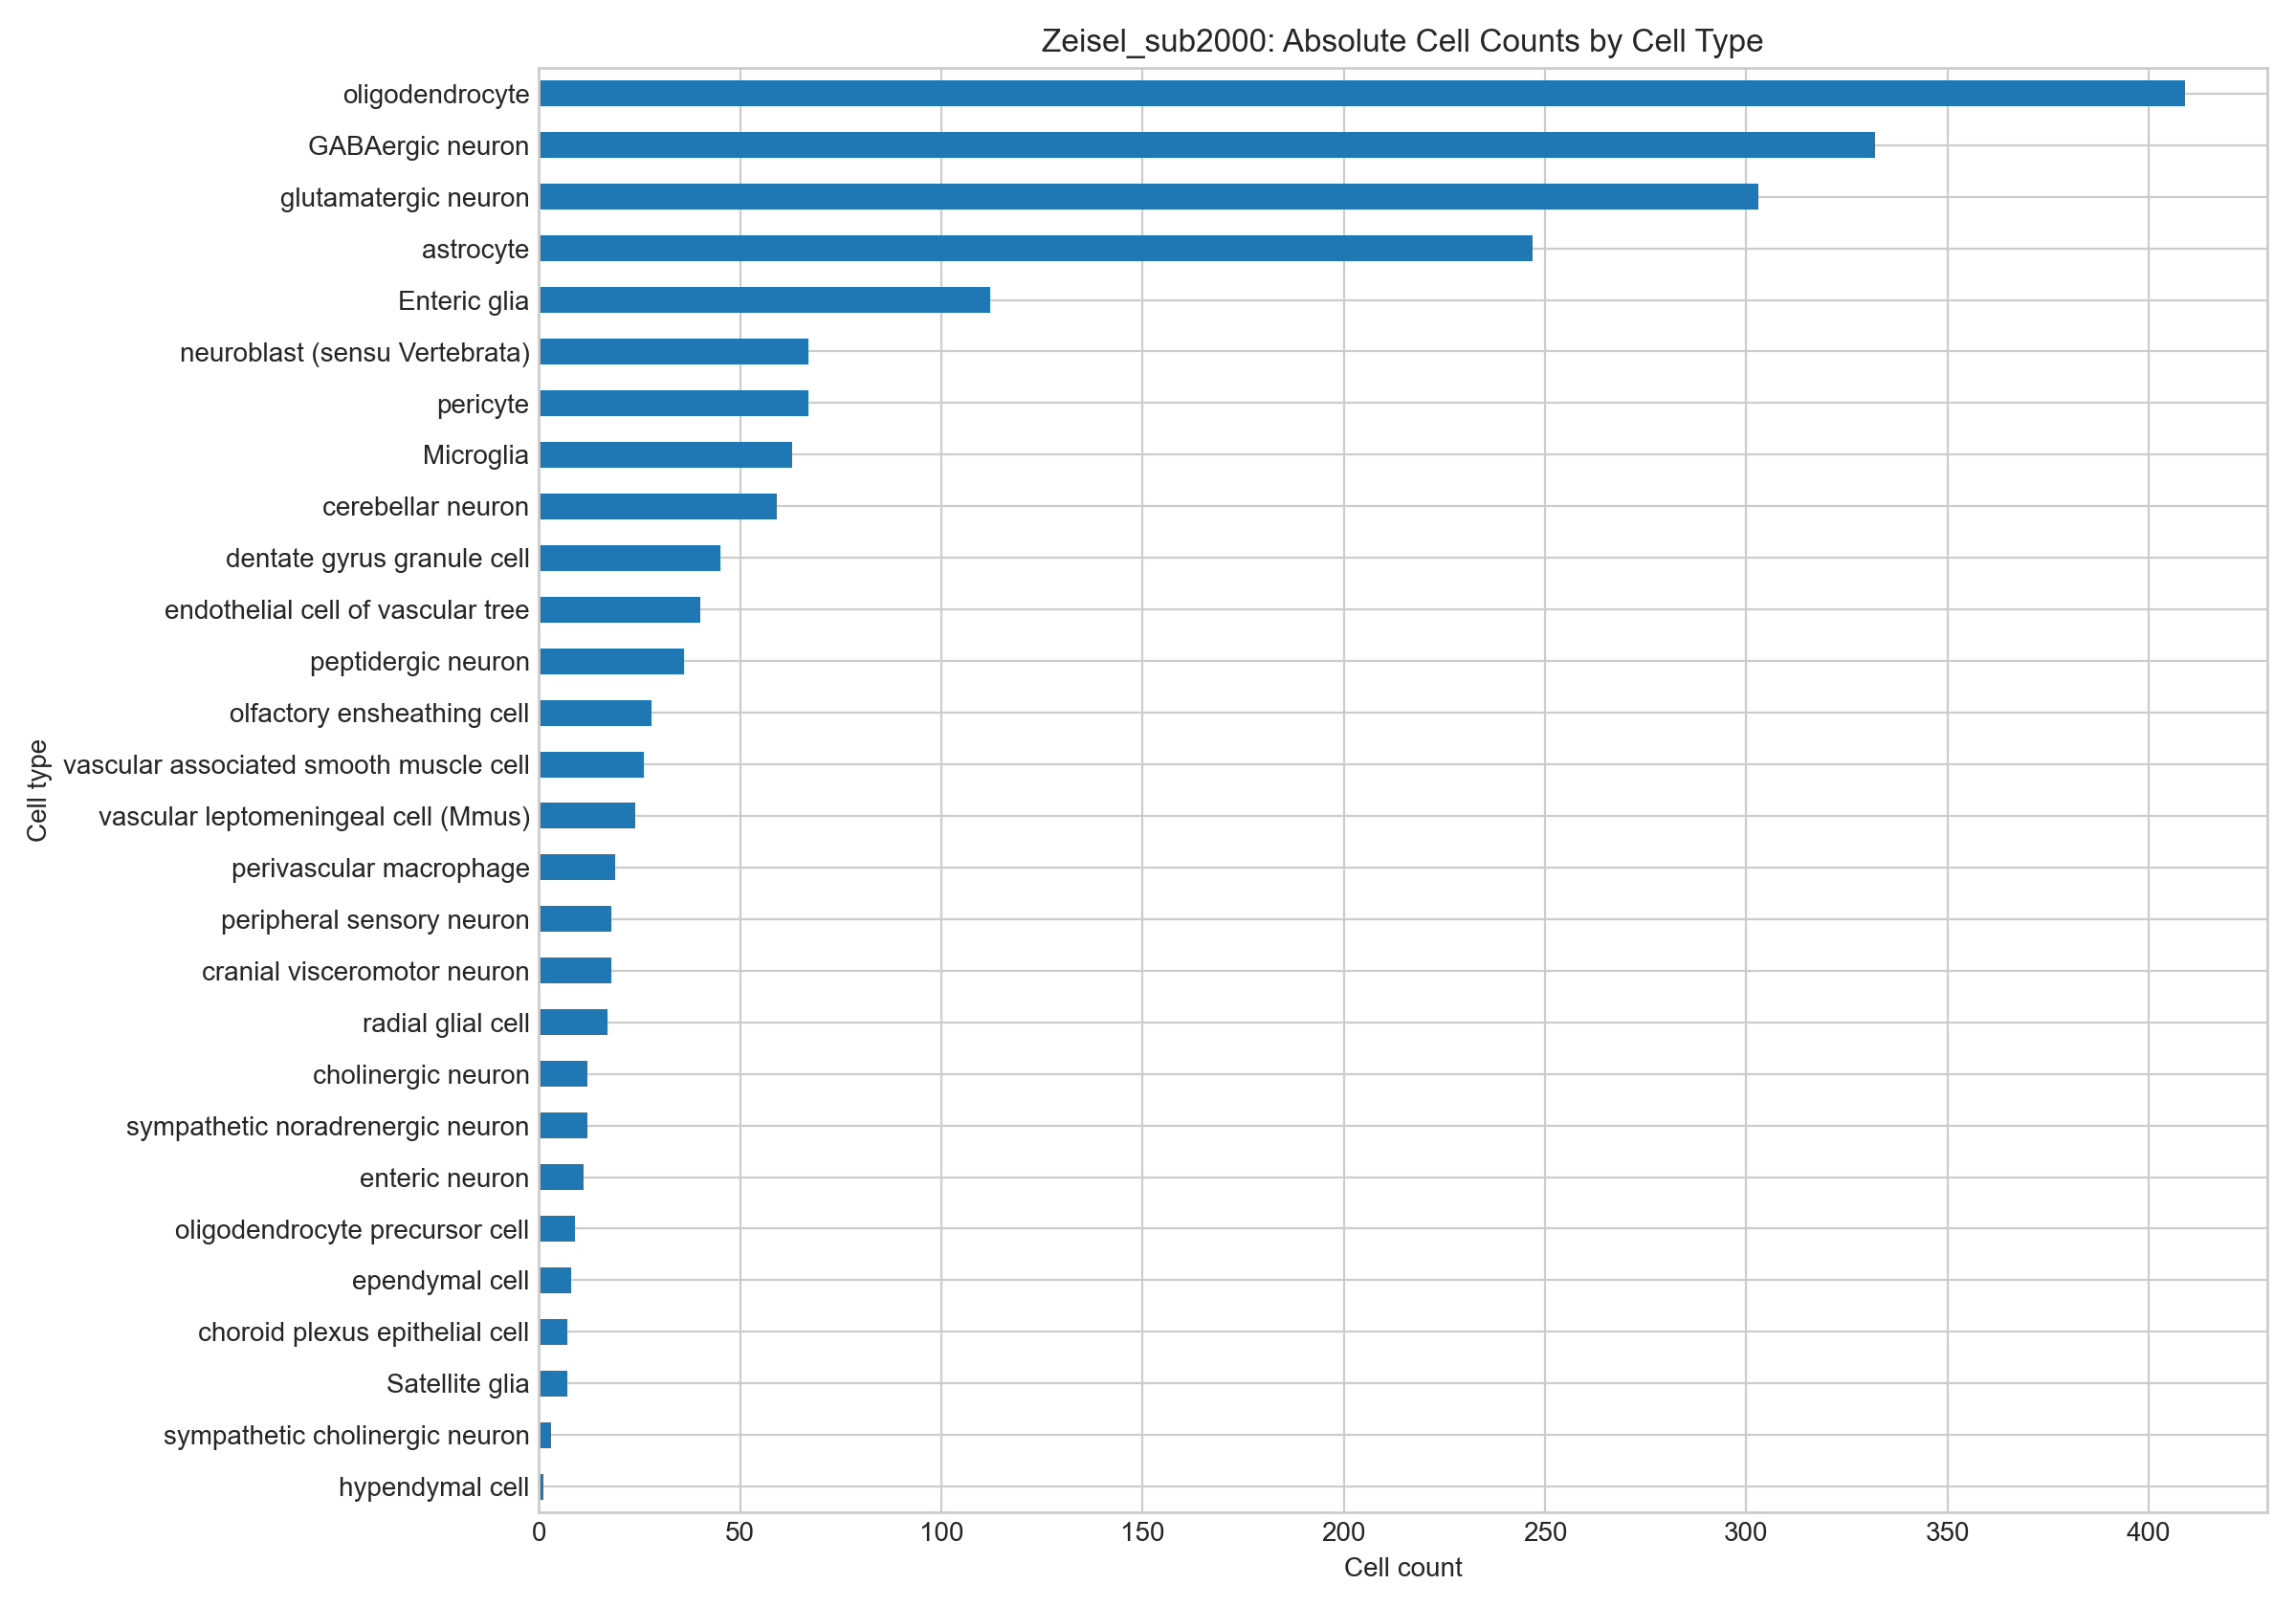 Zeisel_sub2000: Absolute Cell Counts by Cell Type
oligodendrocyte
GABAergic neuron
glutamatergic neuron
astrocyte
Enteric glia
neuroblast (sensu Vertebrata)
pericyte
Microglia
cerebellar neuron
dentate gyrus granule cell
endothelial cell of vascular tree
peptidergic neuron
olfactory ensheathing cell
vascular associated smooth muscle cell
vascular leptomeningeal cell (Mmus)
perivascular macrophage
peripheral sensory neuron
cranial visceromotor neuron
radial glial cell
cholinergic neuron
sympathetic noradrenergic neuron
enteric neuron
oligodendrocyte precursor cell
ependymal cell
choroid plexus epithelial cell
Satellite glia
sympathetic cholinergic neuron
hypendymal cell
Cell type
0 50 100 150 200 250 300 350 400
Cell count